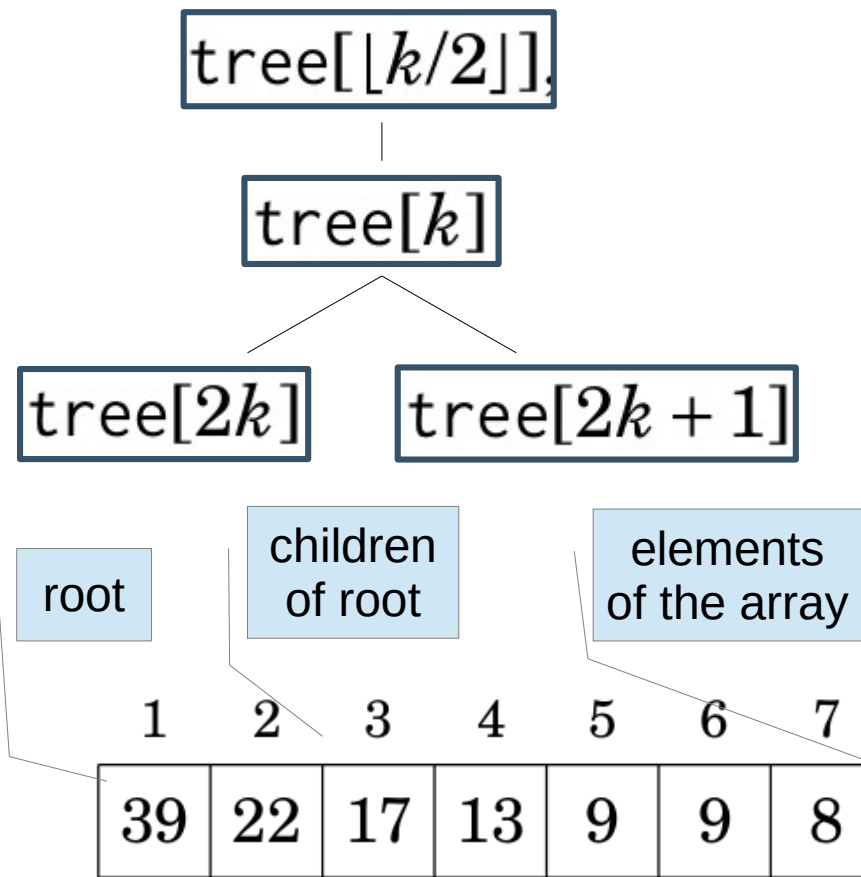 tree[⌊k/2⌋],
tree[k]
tree[2k] tree[2k + 1]
root
children
of root
elements
of the array
1 2 3 4 5 6 7
39 22 17 13 9 9 8